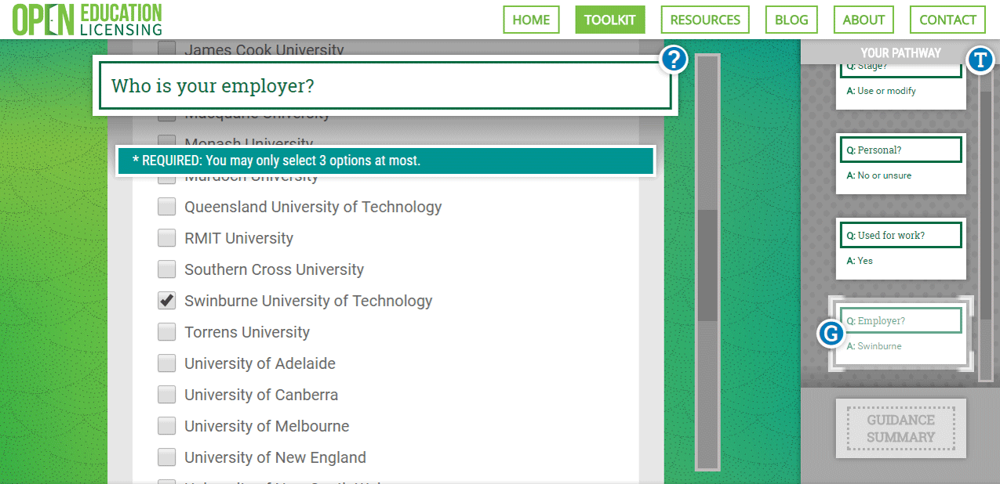 OPEN EDUCATION
LICENSING
HOME
TOOLKIT
RESOURCES
BLOG
ABOUT
CONTACT
James Cook University
Who is your employer?
?
Macquarie University
Monash University
* REQUIRED: You may only select 3 options at most.
Murdoch University
Queensland University of Technology
RMIT University
Southern Cross University
Swinburne University of Technology
Torrens University
University of Adelaide
University of Canberra
University of Melbourne
University of New England
YOUR PATHWAY
T
Q: Stage?
A: Use or modify
Q: Personal?
A: No or unsure
Q: Used for work?
A: Yes
Q: Employer?
G
A: Swinburne
GUIDANCE
SUMMARY